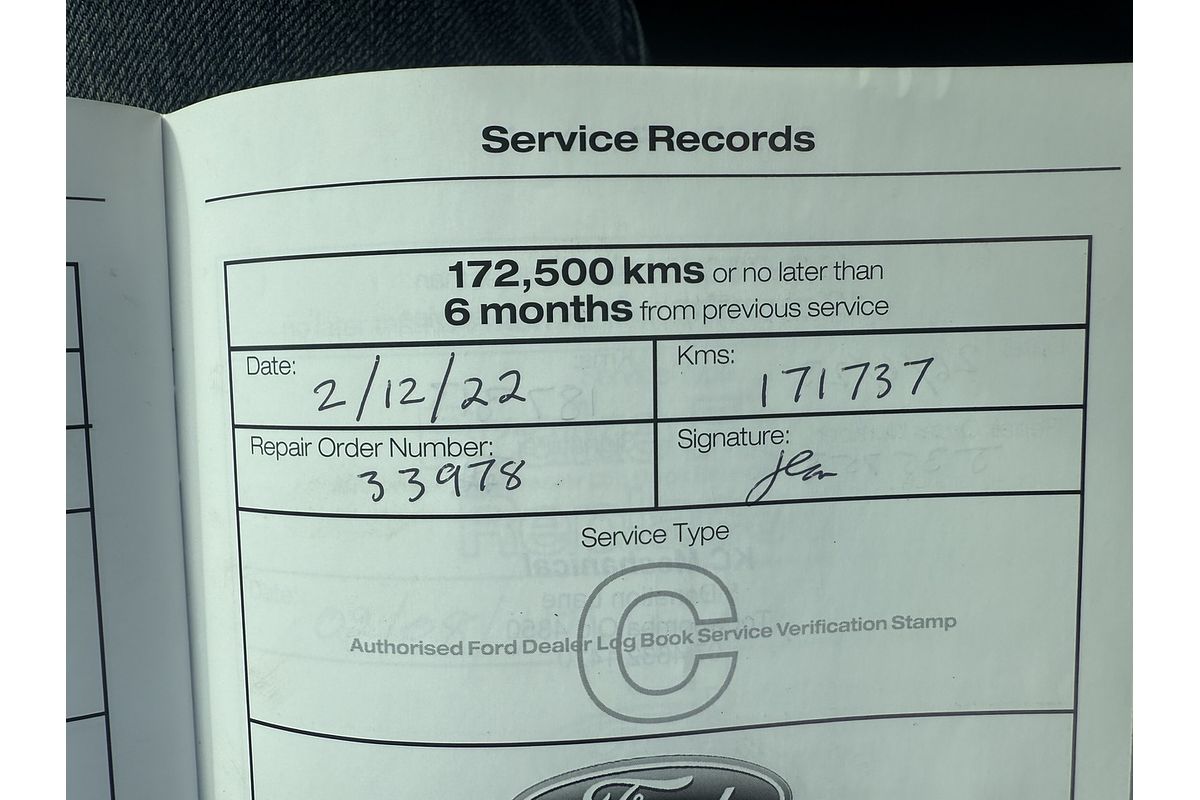 Service Records
172,500 kms or no later than
6 months from previous service
Date: 2/12/22
Kms: 171737
Repair Order Number: 33978
Signature:
Service Type
C
Authorised Ford Dealer Log Book Service Verification Stamp
Ford